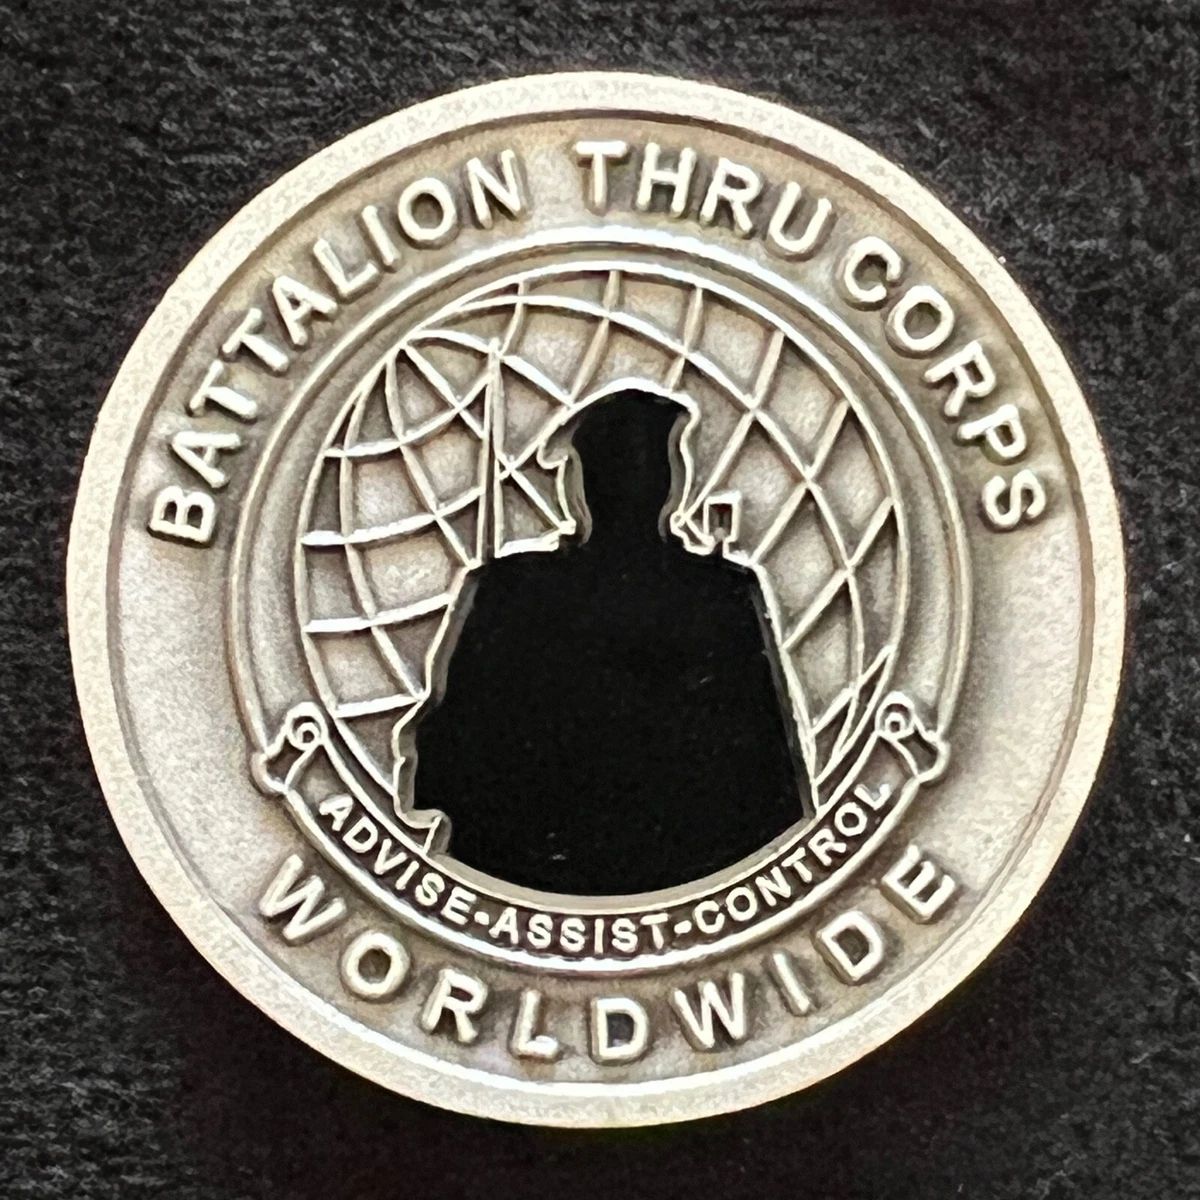 BATTALION THRU CORPS
ADVISE-ASSIST-CONTROL
WORLDWIDE